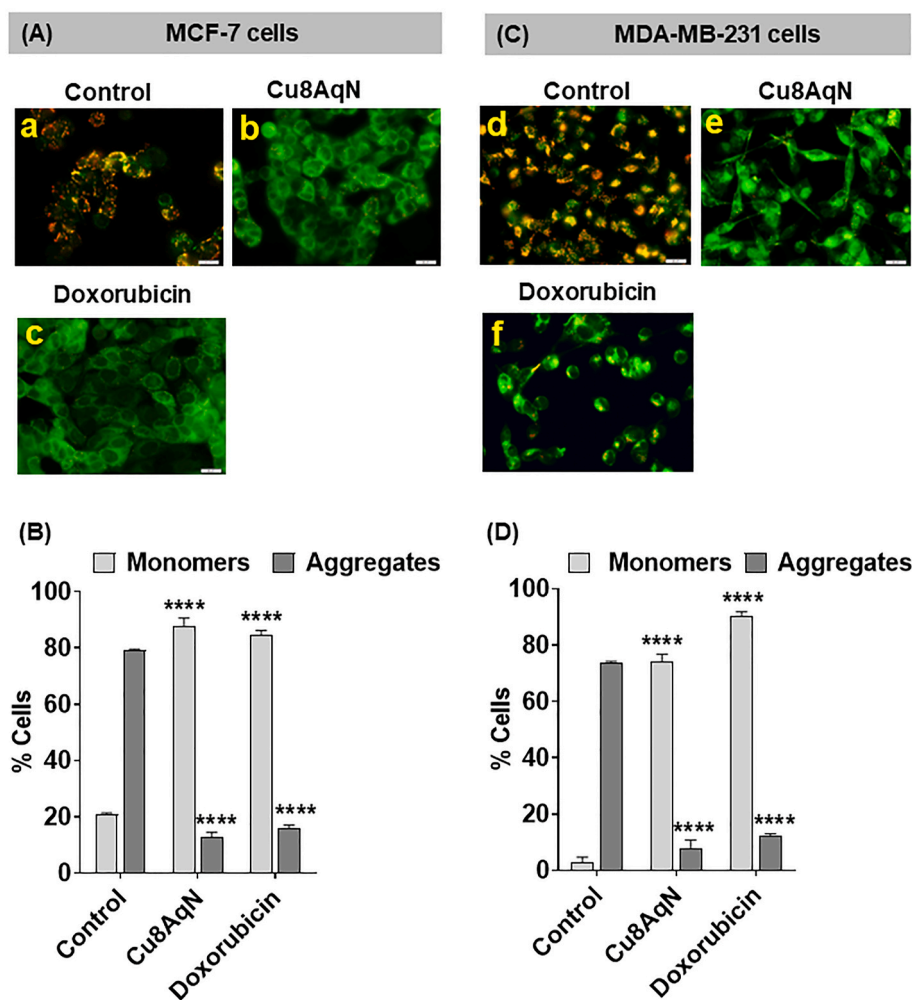 (A) MCF-7 cells
Control Cu8AqN
a b
Doxorubicin
c
(C) MDA-MB-231 cells
Control Cu8AqN
d e
Doxorubicin
f
(B)
Monomers Aggregates
% Cells
100
80
60
40
20
0
**** ****
**** ****
Control Cu8AqN Doxorubicin
(D)
Monomers Aggregates
% Cells
100
80
60
40
20
0
**** ****
**** ****
Control Cu8AqN Doxorubicin